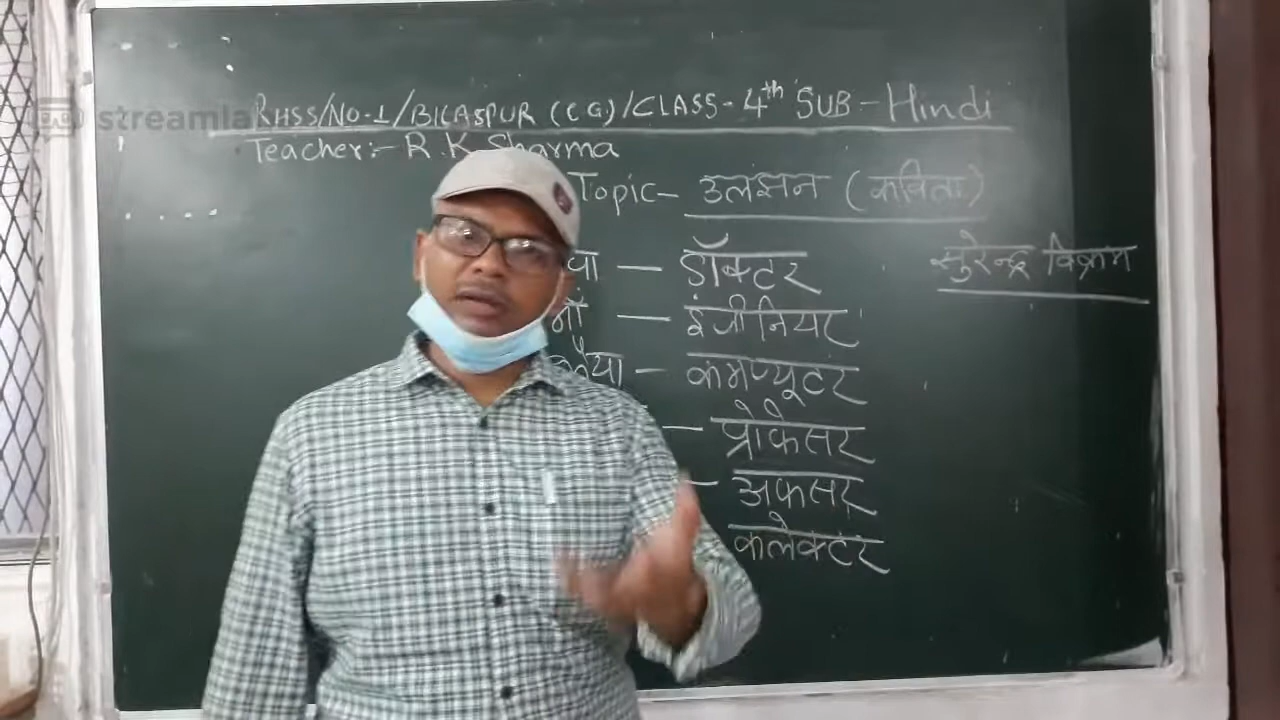 streamla
RHSS/NO-1/BILASPUR (CG)/CLASS-4th SUB-Hindi
Teacher:- R.K Sharma
Topic- उलझन (कविता)
सुरेन्द्र विक्रम
पा — डॉक्टर
माँ — इंजीनियर
भैया — कम्प्यूटर
— प्रोफेसर
— अफसर
कलेक्टर